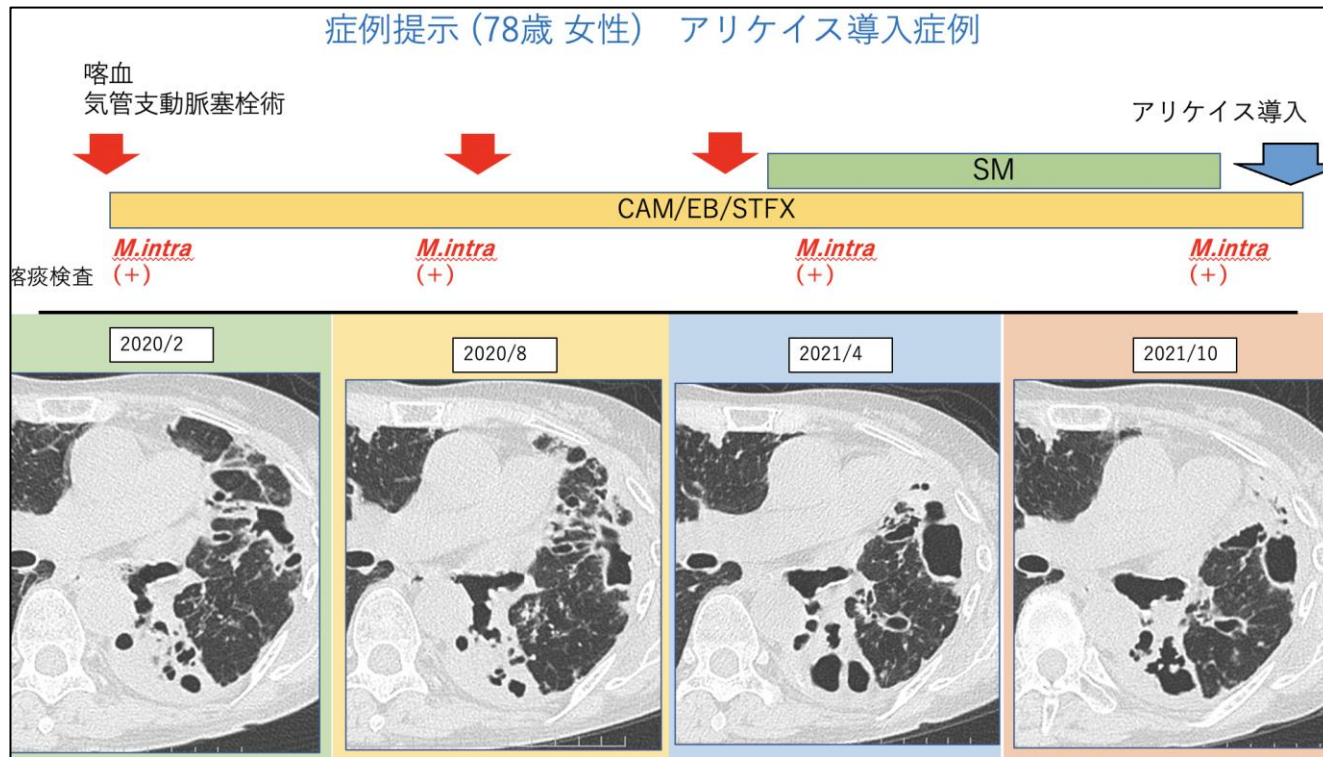 症例提示 (78歳 女性)　アリケイス導入症例
喀血
気管支動脈塞栓術
アリケイス導入
SM
CAM/EB/STFX
M.intra M.intra M.intra M.intra
喀痰検査 (+) (+) (+) (+)
2020/2 2020/8 2021/4 2021/10